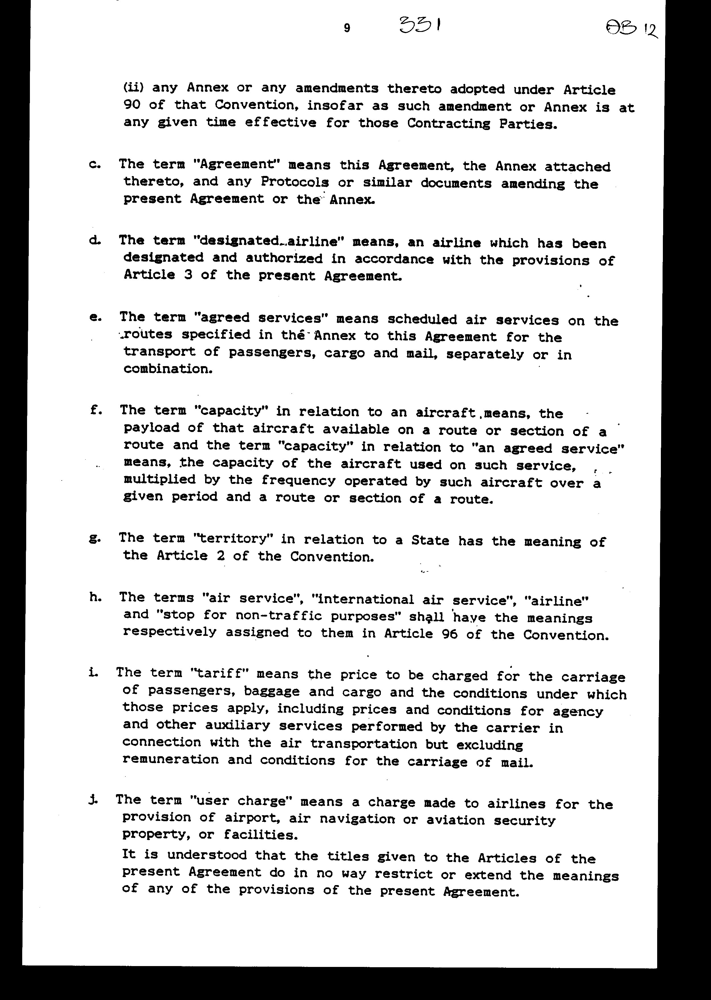 9 331 ΘB 12
(ii) any Annex or any amendments thereto adopted under Article
90 of that Convention, insofar as such amendment or Annex is at
any given time effective for those Contracting Parties.
c. The term "Agreement" means this Agreement, the Annex attached
thereto, and any Protocols or similar documents amending the
present Agreement or the Annex.
d. The term "designated airline" means, an airline which has been
designated and authorized in accordance with the provisions of
Article 3 of the present Agreement.
e. The term "agreed services" means scheduled air services on the
routes specified in the Annex to this Agreement for the
transport of passengers, cargo and mail, separately or in
combination.
f. The term "capacity" in relation to an aircraft means, the
payload of that aircraft available on a route or section of a
route and the term "capacity" in relation to "an agreed service"
means, the capacity of the aircraft used on such service,
multiplied by the frequency operated by such aircraft over a
given period and a route or section of a route.
g. The term "territory" in relation to a State has the meaning of
the Article 2 of the Convention.
h. The terms "air service", "international air service", "airline"
and "stop for non-traffic purposes" shall have the meanings
respectively assigned to them in Article 96 of the Convention.
i. The term "tariff" means the price to be charged for the carriage
of passengers, baggage and cargo and the conditions under which
those prices apply, including prices and conditions for agency
and other auxiliary services performed by the carrier in
connection with the air transportation but excluding
remuneration and conditions for the carriage of mail.
j. The term "user charge" means a charge made to airlines for the
provision of airport, air navigation or aviation security
property, or facilities.
It is understood that the titles given to the Articles of the
present Agreement do in no way restrict or extend the meanings
of any of the provisions of the present Agreement.